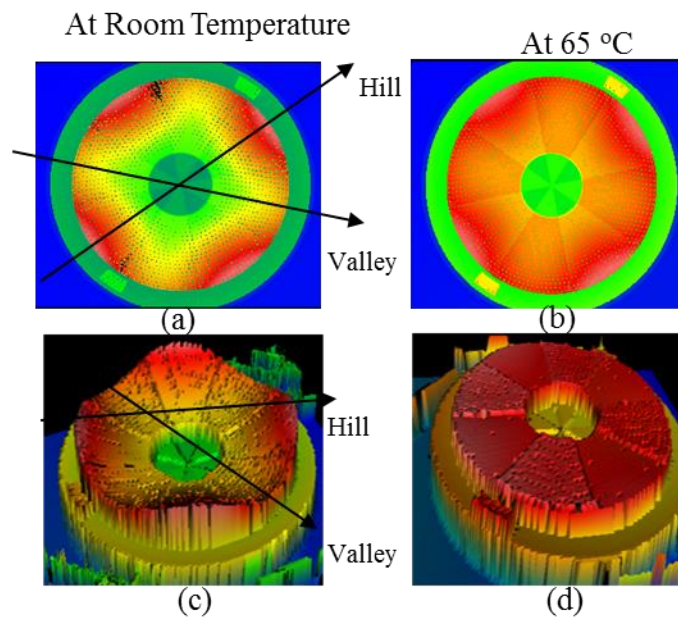 At Room Temperature
At 65 °C
Hill
Valley
(a)
(b)
Hill
Valley
(c)
(d)